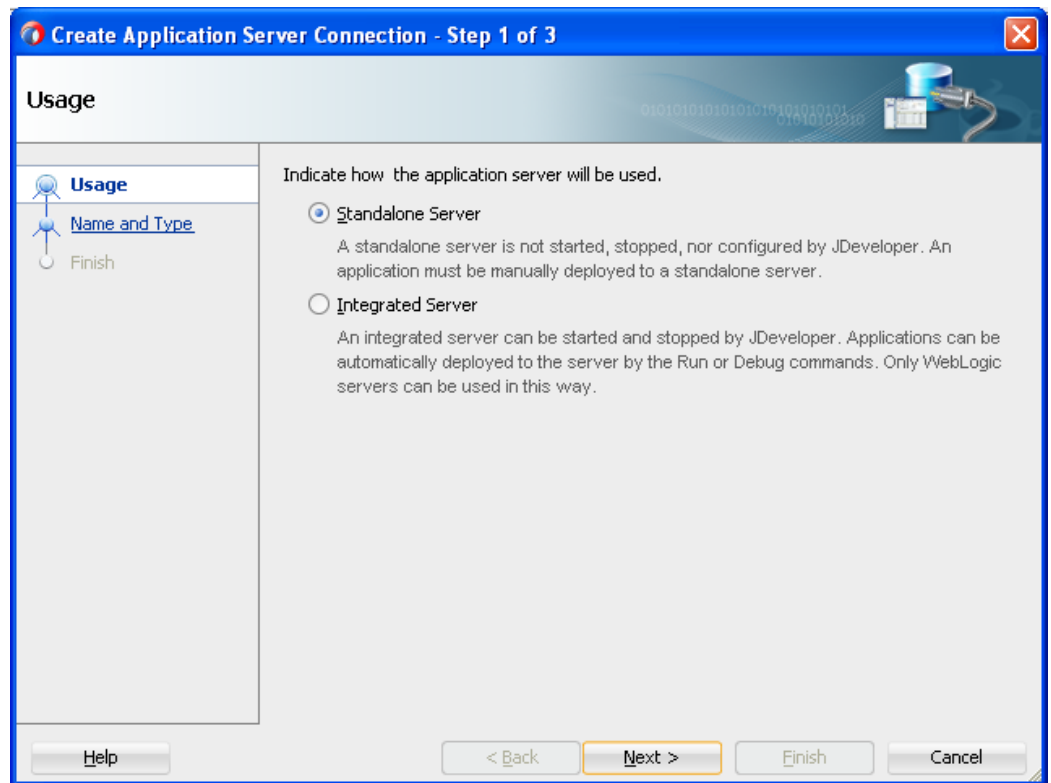 Create Application Server Connection - Step 1 of 3
Usage
Usage
Name and Type
Finish
Indicate how the application server will be used.
Standalone Server
A standalone server is not started, stopped, nor configured by JDeveloper. An
application must be manually deployed to a standalone server.
Integrated Server
An integrated server can be started and stopped by JDeveloper. Applications can be
automatically deployed to the server by the Run or Debug commands. Only WebLogic
servers can be used in this way.
Help
< Back
Next >
Finish
Cancel